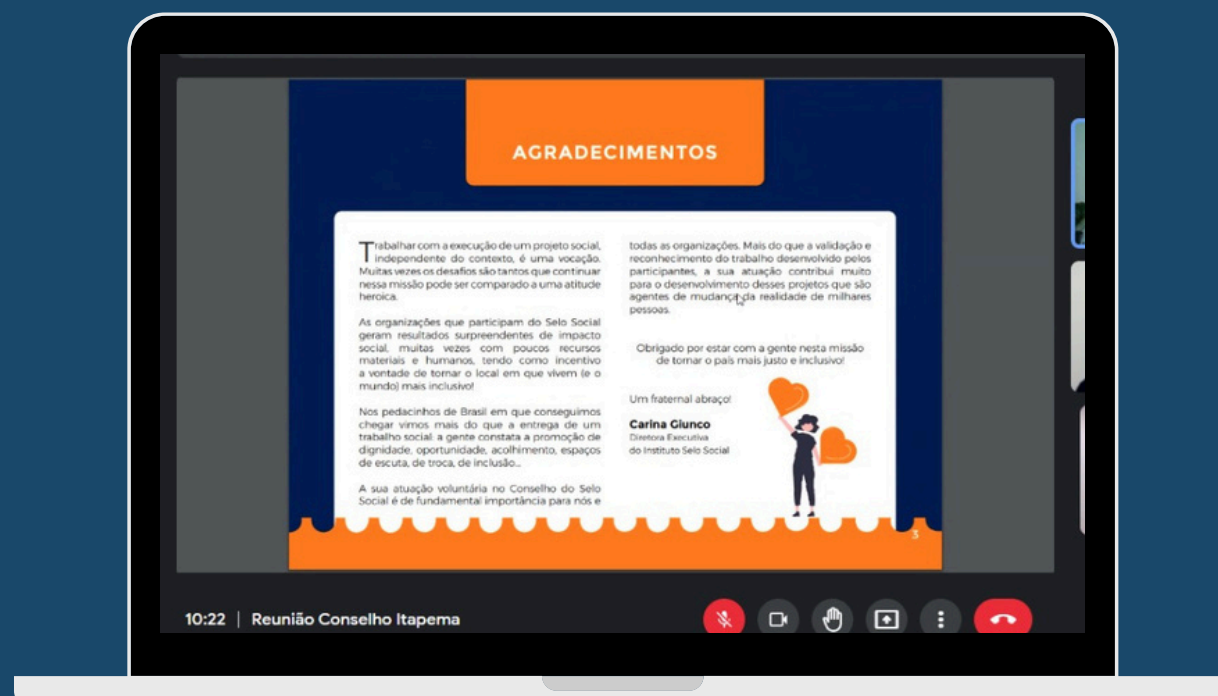 AGRADECIMENTOS
Trabalhar com a execução de um projeto social,
independente do contexto, é uma vocação.
Muitas vezes os desafios são tantos que continuar
nessa missão pode ser comparado a uma atitude
heroica.
As organizações que participam do Selo Social
geram resultados surpreendentes de impacto
social, muitas vezes com poucos recursos
materiais e humanos, tendo como incentivo
a vontade de tornar o local em que vivem (e o
mundo) mais inclusivo!
Nos pedacinhos de Brasil em que conseguimos
chegar vimos mais do que a entrega de um
trabalho social: a gente constata a promoção de
dignidade, oportunidade, acolhimento, espaços
de escuta, de troca, de inclusão...
A sua atuação voluntária no Conselho do Selo
Social é de fundamental importância para nós e
todas as organizações. Mais do que a validação e
reconhecimento do trabalho desenvolvido pelos
participantes, a sua atuação contribui muito
para o desenvolvimento desses projetos que são
agentes de mudança da realidade de milhares
pessoas.
Obrigado por estar com a gente nesta missão
de tornar o país mais justo e inclusivo!
Um fraternal abraço!
Carina Giunco
Diretora Executiva
do Instituto Selo Social
3
10:22 | Reunião Conselho Itapema